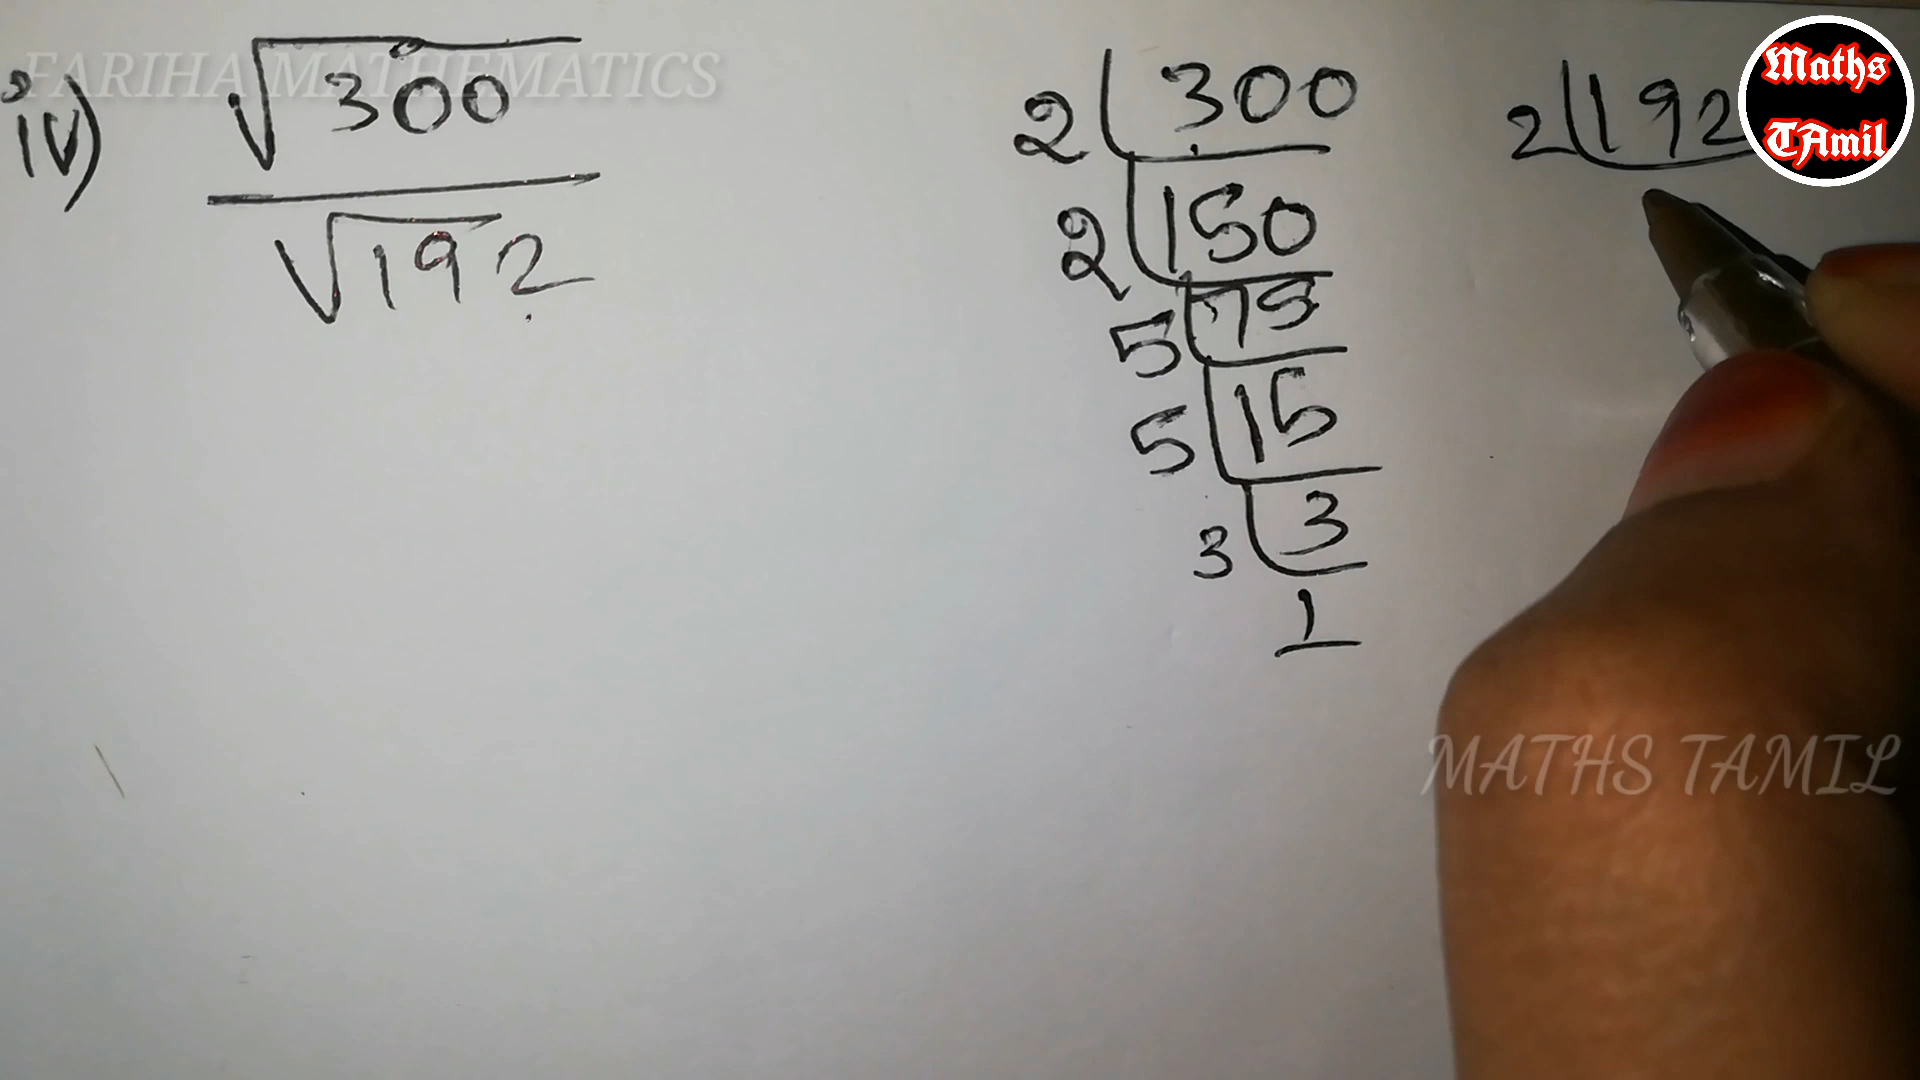 FARIHA MATHEMATICS
iv) √300
√192
2 300
2 150
5 75
5 15
3 3
1
2 192
Maths
TAmil
MATHS TAMIL